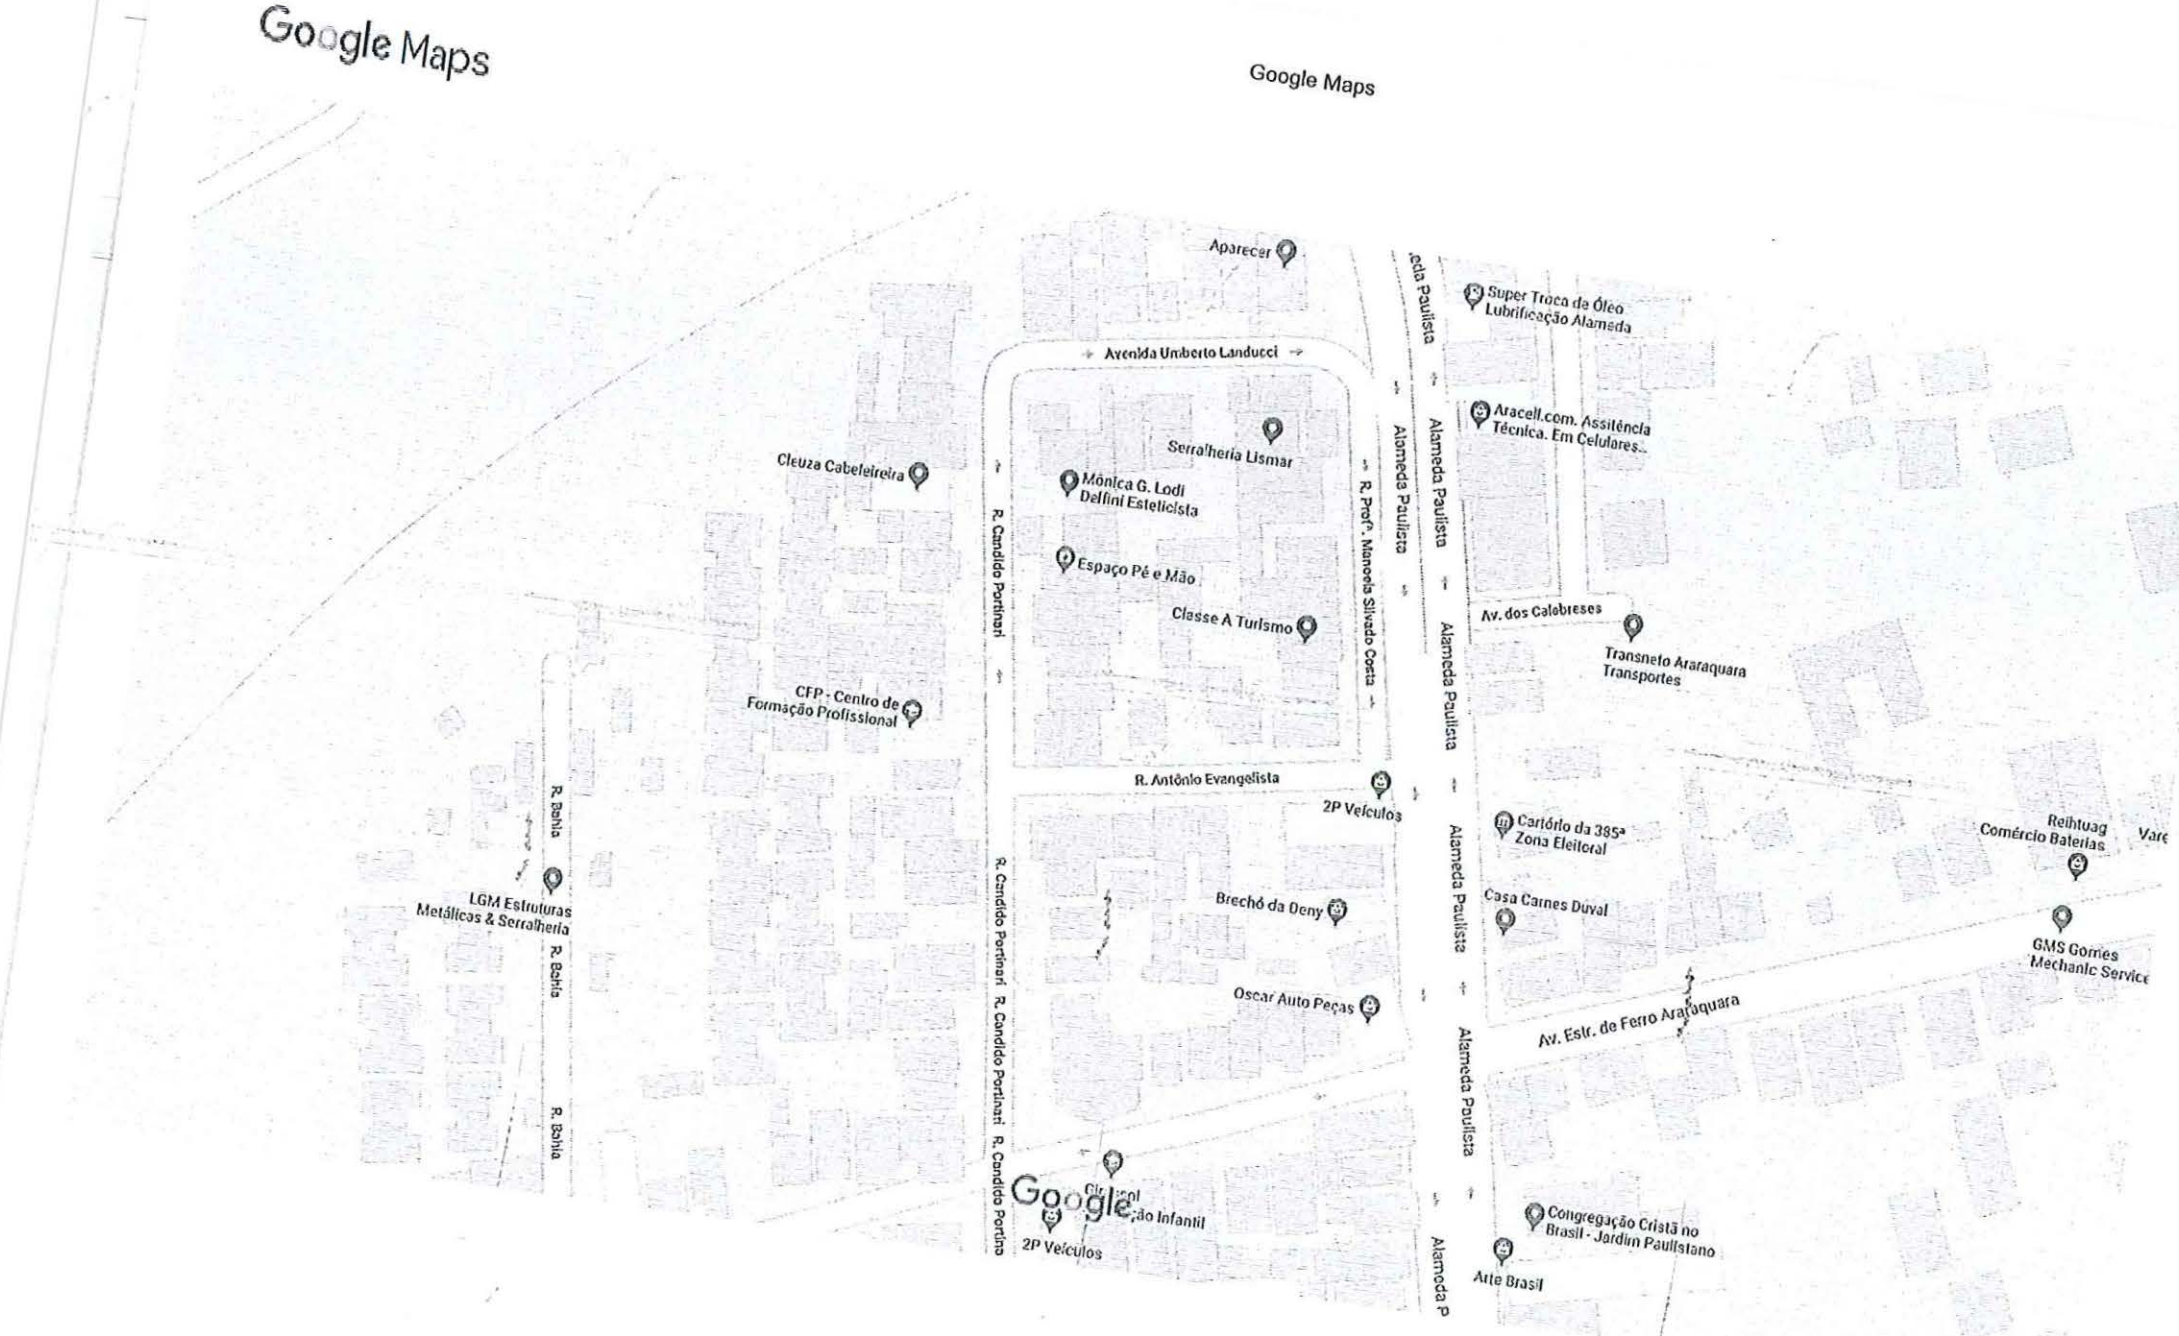 Google Maps
Google Maps
Aparecer
eda Paulista
Super Troca de Óleo
Lubrificação Alameda
Avenida Umberto Landucci
Aracell.com. Assitência
Técnica. Em Celulares...
Serralheria Lismar
Cleuza Cabeleireira
Mônica G. Lodi
Delfini Esteticista
Alameda Paulista
Alameda Paulista
R. Candido Portinari
R. Profª. Manoela Silvado Costa
Espaço Pé e Mão
Classe A Turismo
Av. dos Calabreses
Transneto Araraquara
Transportes
Alameda Paulista
CFP - Centro de
Formação Profissional
R. Antônio Evangelista
2P Veículos
R. Bahia
Cartório da 385ª
Zona Eleitoral
Reihtuag
Comércio Baterias
Vare
LGM Estruturas
Metálicas & Serralheria
Brechó da Deny
Casa Carnes Duval
Alameda Paulista
R. Candido Portinari
GMS Gomes
Mechanic Service
R. Bahia
Oscar Auto Peças
Av. Estr. de Ferro Araraquara
R. Candido Portinari
Alameda Paulista
R. Bahia
R. Candido Portina
Google
ção Infantil
2P Veículos
Congregação Cristã no
Brasil - Jardim Paulistano
Arte Brasil
Alameda P